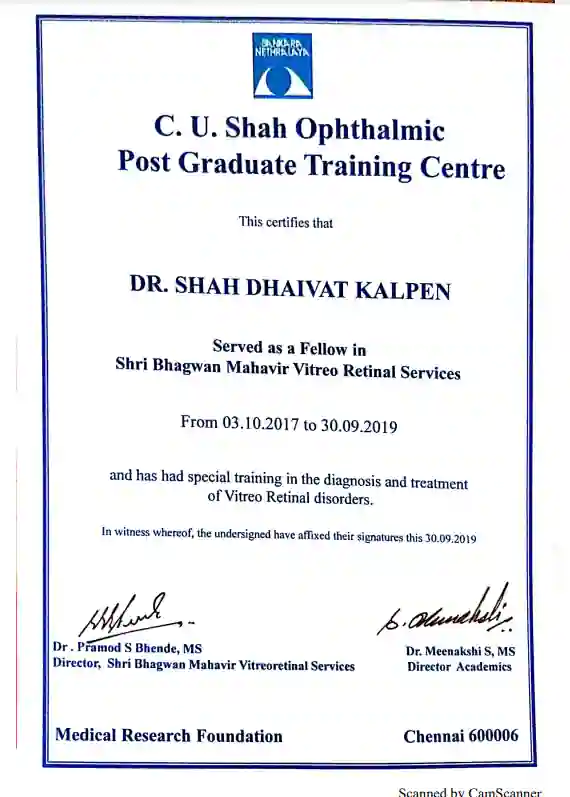 SANKARA
NETHRALAYA
C. U. Shah Ophthalmic
Post Graduate Training Centre
This certifies that
DR. SHAH DHAIVAT KALPEN
Served as a Fellow in
Shri Bhagwan Mahavir Vitreo Retinal Services
From 03.10.2017 to 30.09.2019
and has had special training in the diagnosis and treatment
of Vitreo Retinal disorders.
In witness whereof, the undersigned have affixed their signatures this 30.09.2019
Dr . Pramod S Bhende, MS
Director, Shri Bhagwan Mahavir Vitreoretinal Services
Dr. Meenakshi S, MS
Director Academics
Medical Research Foundation
Chennai 600006
Scanned by CamScanner